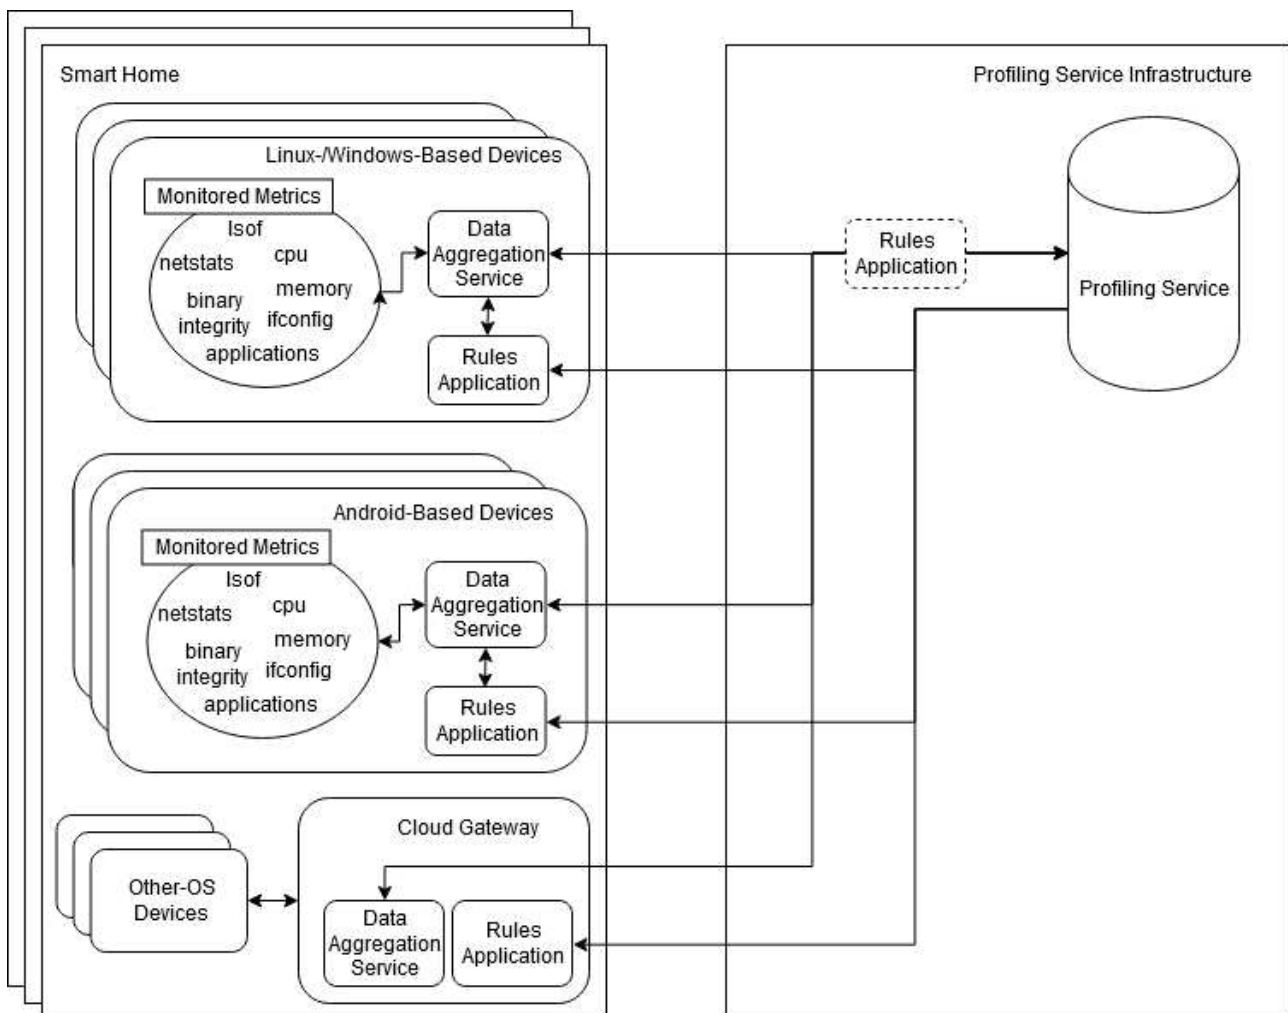 Smart Home
Profiling Service Infrastructure
Linux-/Windows-Based Devices
Monitored Metrics
lsof
netstats
cpu
binary
integrity
memory
ifconfig
applications
Data
Aggregation
Service
Rules
Application
Rules
Application
Profiling Service
Android-Based Devices
Monitored Metrics
lsof
netstats
cpu
binary
integrity
memory
ifconfig
applications
Data
Aggregation
Service
Rules
Application
Other-OS
Devices
Cloud Gateway
Data
Aggregation
Service
Rules
Application